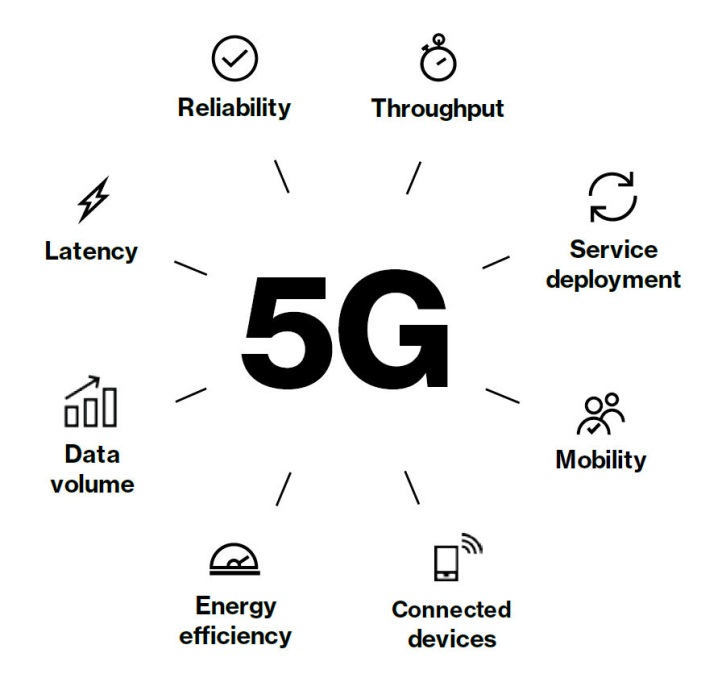 Reliability
Throughput
Latency
Service
deployment
5G
Data
volume
Mobility
Energy
efficiency
Connected
devices